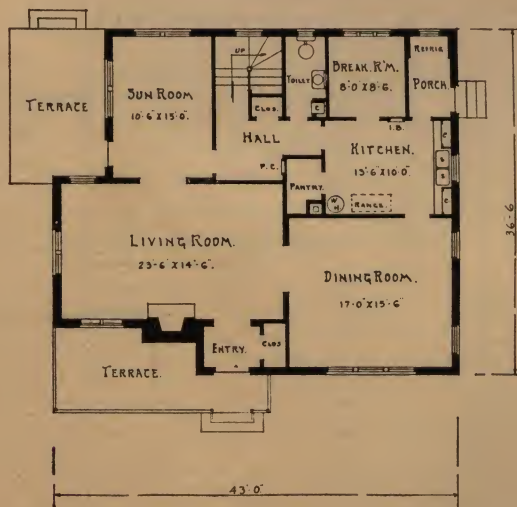 UP
REFRIG.
SUN ROOM
10'-6" X 15'-0"
TOILET
BREAK. R'M.
8'-0" X 8'-6"
TERRACE
CLOS.
C
PORCH
HALL
I.B.
KITCHEN.
15'-6" X 10'-0"
C
S
S
C
P.C.
PANTRY.
W
H
RANGE.
LIVING ROOM.
23'-6" X 14'-6"
DINING ROOM.
17'-0" X 15'-6"
36'-6"
ENTRY.
CLOS
TERRACE.
43'-0"